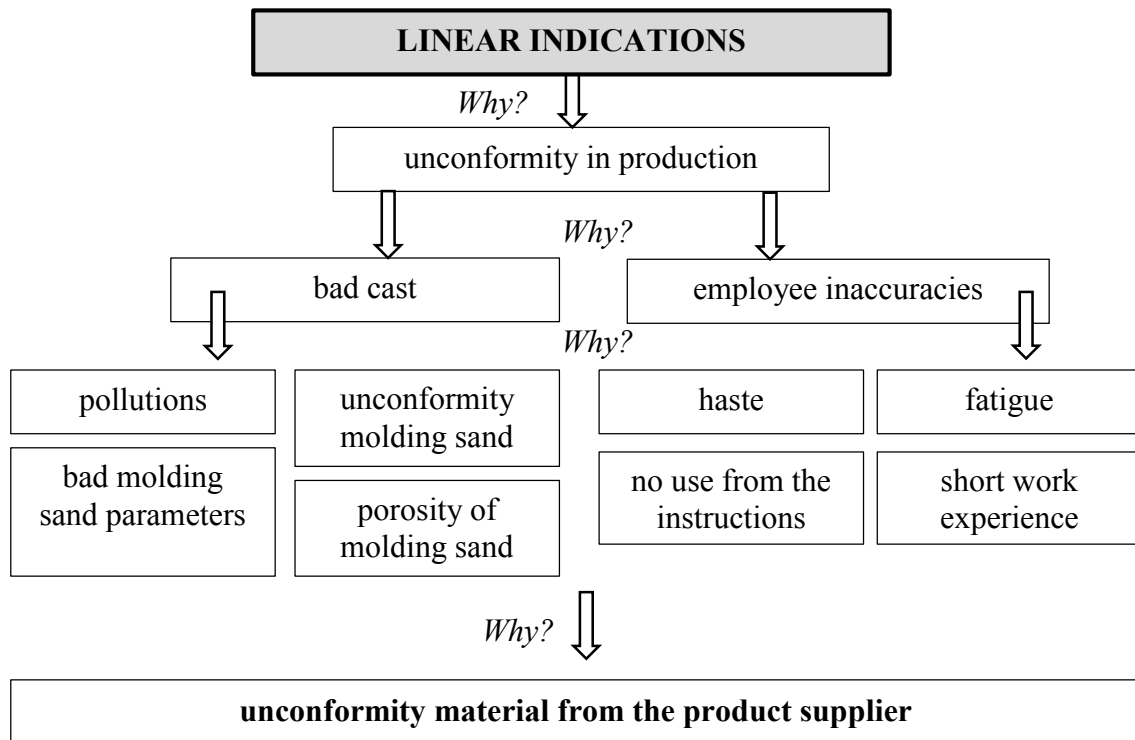 LINEAR INDICATIONS
Why?
unconformity in production
Why?
bad cast
employee inaccuracies
Why?
pollutions
unconformity
molding sand
haste
fatigue
bad molding
sand parameters
porosity of
molding sand
no use from the
instructions
short work
experience
Why?
unconformity material from the product supplier